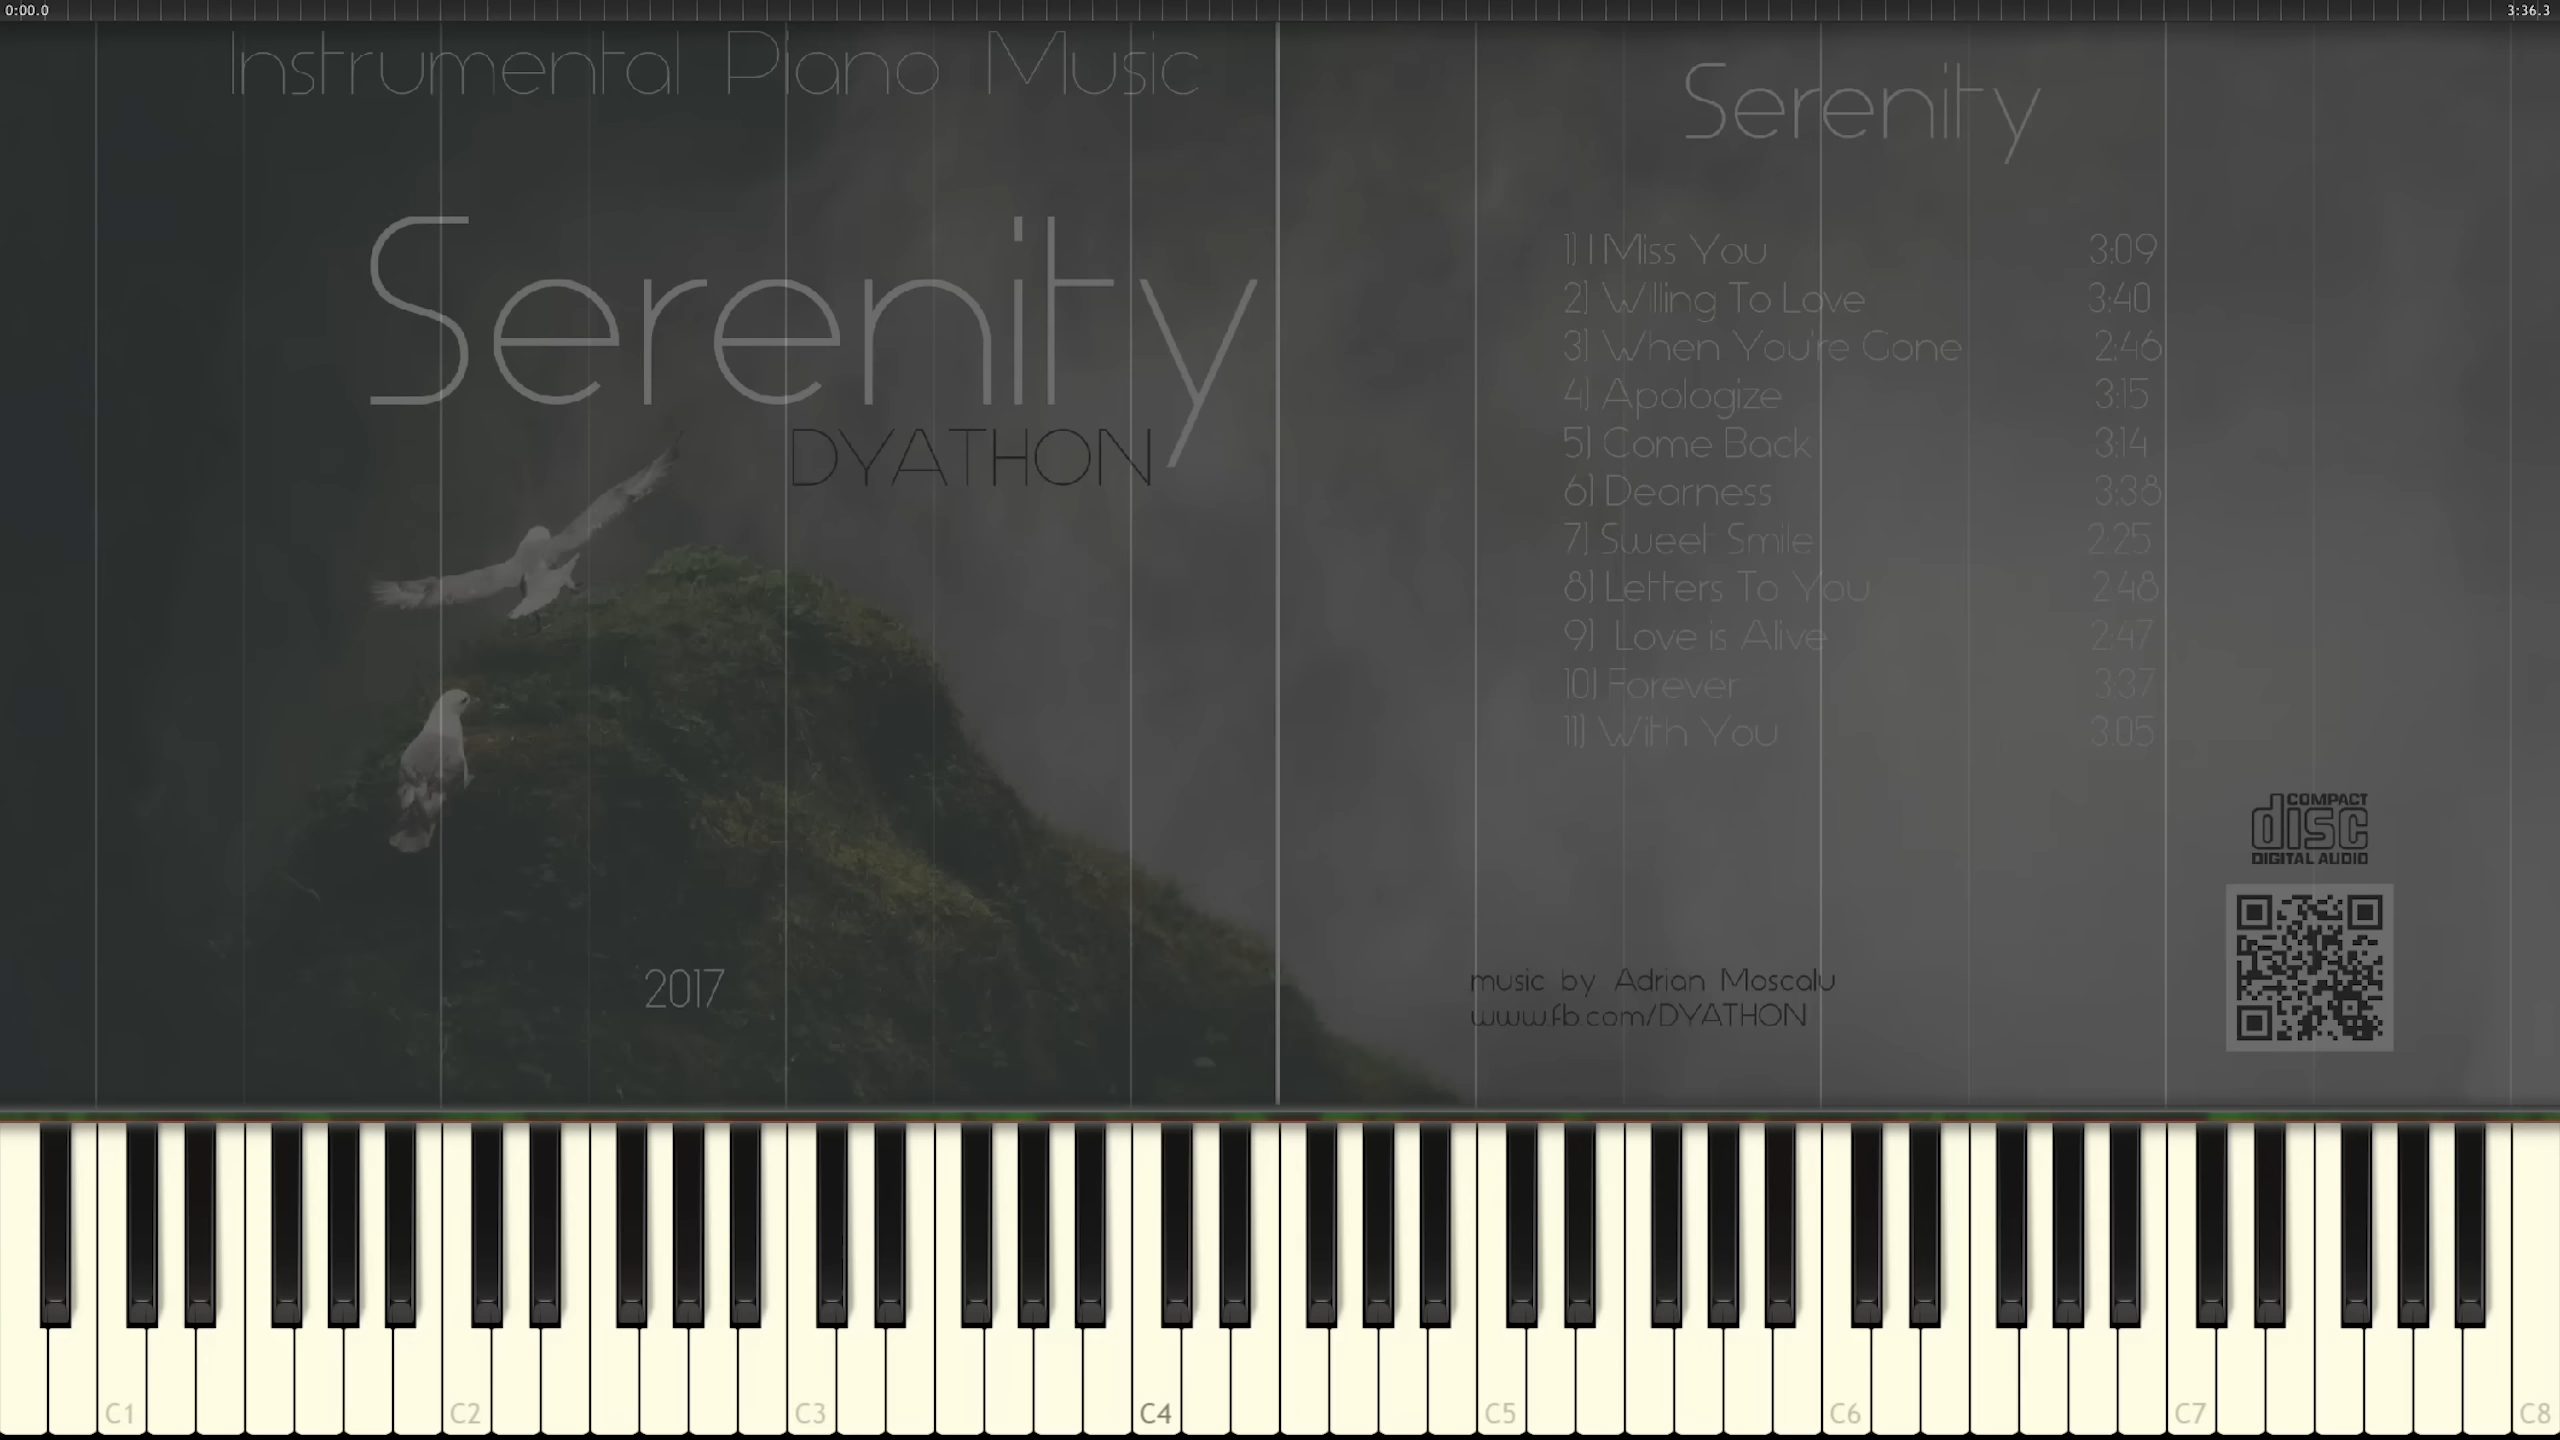 0:00.0
3:36.3
Instrumental Piano Music
Serenity
DYATHON
2017
Serenity
1) I Miss You 3:09
2) Willing To Love 3:40
3) When You're Gone 2:46
4) Apologize 3:15
5) Come Back 3:14
6) Dearness 3:38
7) Sweet Smile 2:25
8) Letters To You 2:48
9) Love is Alive 2:47
10) Forever 3:37
11) With You 3:05
COMPACT
disc
DIGITAL AUDIO
music by Adrian Moscalu
www.fb.com/DYATHON
C1 C2 C3 C4 C5 C6 C7 C8